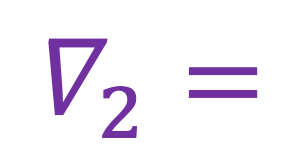 ∇₂ =